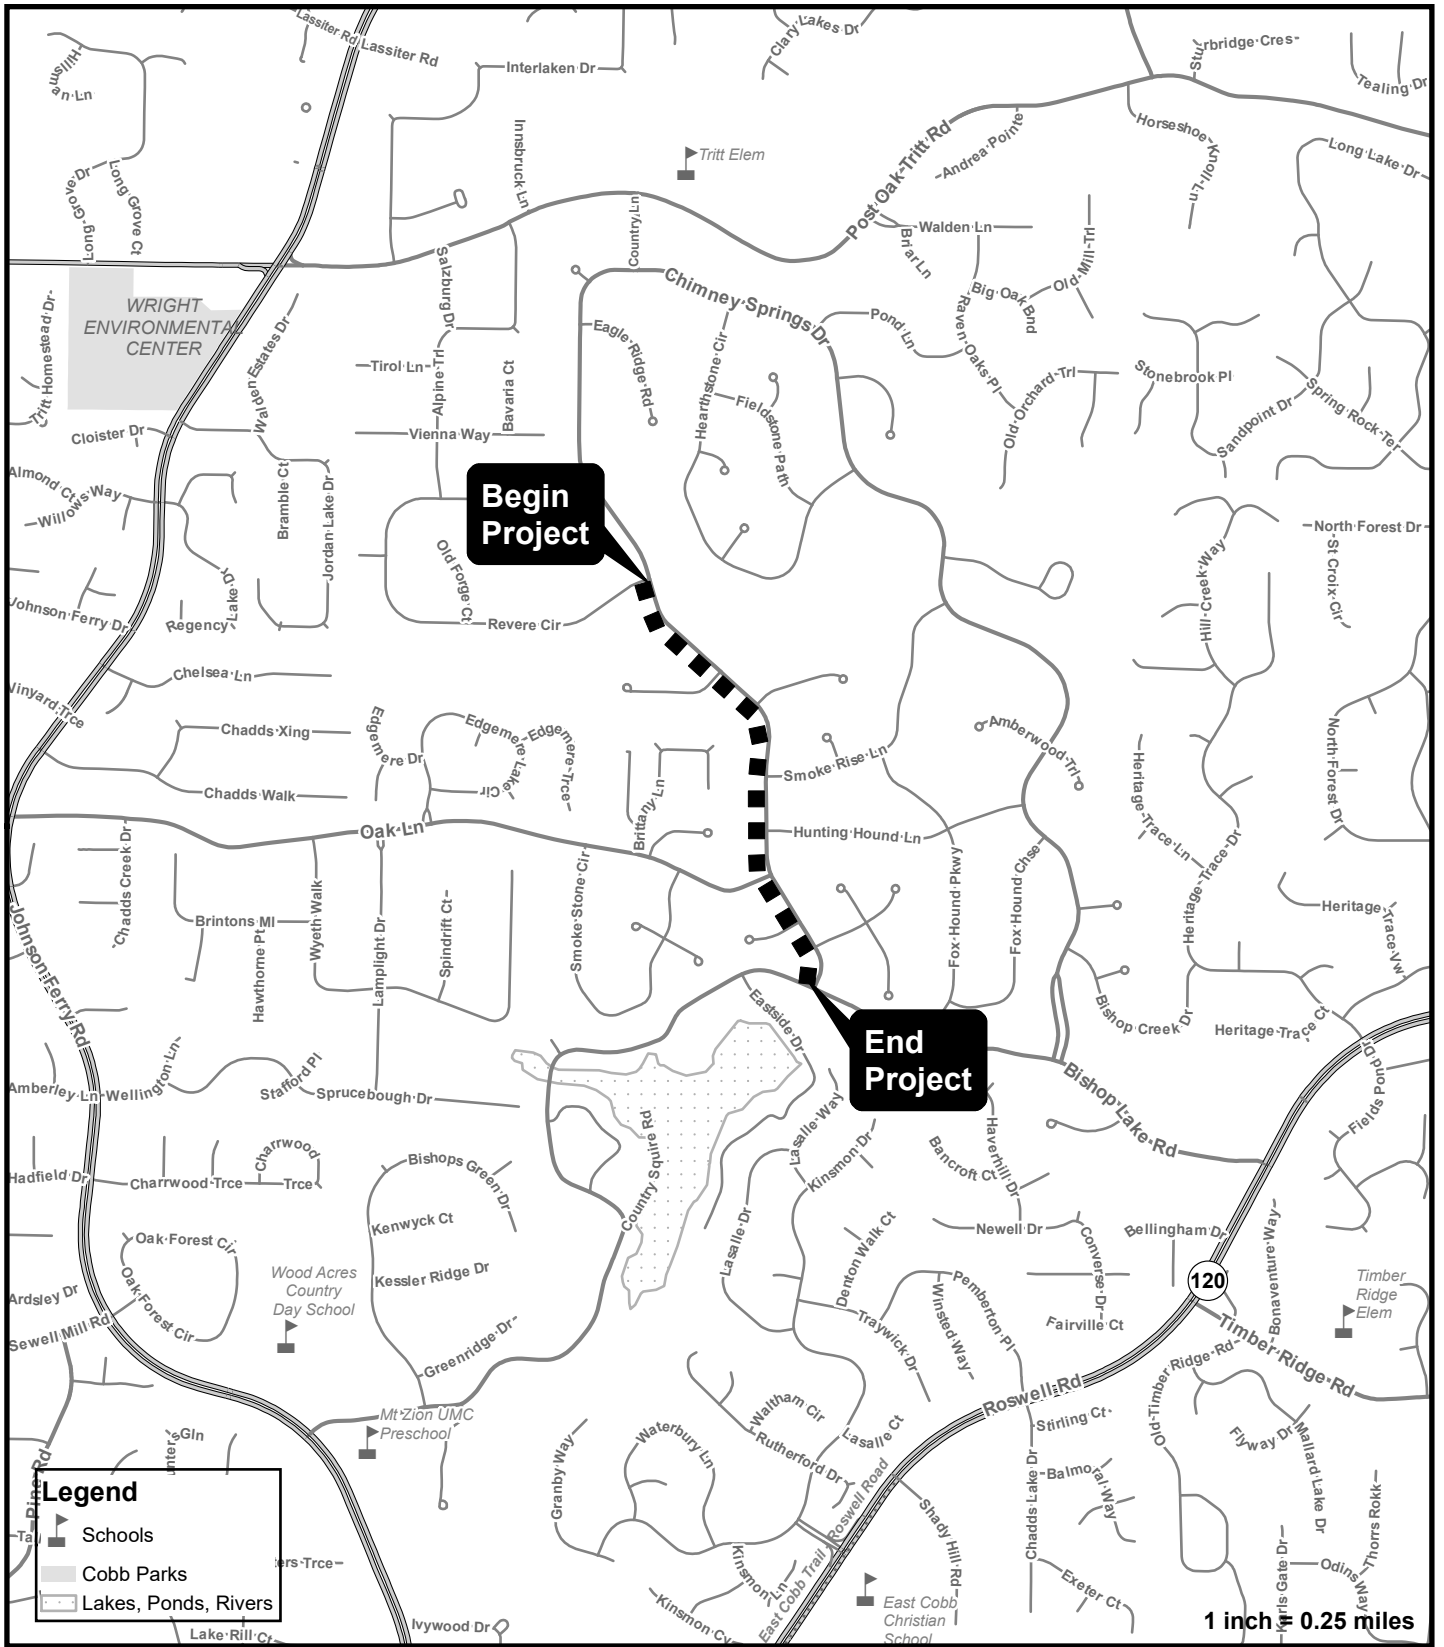 Lassiter Rd
Lassiter Rd
Clary Lakes Dr
Sturbridge Cres
Tealing Dr
Hillsman Ln
Interlaken Dr
Innsbruck Ln
Tritt Elem
Post Oak Tritt Rd
Andrea Pointe
Horseshoe Knoll Ln
Long Lake Dr
Long Grove Dr
Long Grove Ct
Country Ln
Walden Ln
Briar Ln
Old Mill Trl
Big Oak Bnd
Raven Oaks Pl
Salzburg Dr
WRIGHT
ENVIRONMENTAL
CENTER
Tritt Homestead Dr
Walden Estates Dr
Chimney Springs Dr
Eagle Ridge Rd
Hearthstone Cir
Fieldstone Path
Pond Ln
Old Orchard Trl
Stonebrook Pl
Sandpoint Dr
Spring Rock Ter
Tirol Ln
Alpine Trl
Bavaria Ct
Vienna Way
Cloister Dr
Almond Ct
Willows Way
Bramble Ct
Jordan Lake Dr
Begin
Project
Old Forge Ct
Revere Cir
North Forest Dr
St Croix Cir
Hill Creek Way
Johnson Ferry Dr
Regency Lake Dr
Chelsea Ln
Vinyard Trce
Chadds Xing
Chadds Walk
Edgemere Dr
Edgemere Lake Cir
Edgemere Trce
Brittany Ln
Smoke Rise Ln
Amberwood Trl
Hunting Hound Ln
Heritage Trace Ln
Heritage Trace Dr
North Forest Dr
Oak Ln
Chadds Creek Dr
Brintons Ml
Hawthorne Pt
Wyeth Walk
Lamplight Dr
Spindrift Ct
Smoke Stone Cir
Fox Hound Pkwy
Fox Hound Chse
Heritage Trace Vw
Johnson Ferry Rd
Eastside Dr
Bishop Creek Dr
Heritage Trace Ct
End
Project
Bishop Lake Rd
Fields Pond Dr
Amberley Ln
Wellington Ln
Stafford Pl
Sprucebough Dr
Country Squire Rd
Lasalle Way
Kinsmon Dr
Haverhill Dr
Bancroft Ct
Hadfield Dr
Charrwood Trce
Charrwood
Trce
Bishops Green Dr
Kenwyck Ct
Kessler Ridge Dr
Greenridge Dr
Oak Forest Cir
Oak Forest Cir
Wood Acres
Country
Day School
Lasalle Dr
Denton Walk Ct
Newell Dr
Converse Dr
Bellingham Dr
Bonaventure Way
120
Timber
Ridge
Elem
Ardsley Dr
Sewell Mill Rd
Traywick Dr
Winsted Way
Pemberton Pl
Fairville Ct
Timber Ridge Rd
Old Timber Ridge Rd
Roswell Rd
Mt Zion UMC
Preschool
Granby Way
Waterbury Ln
Waltham Cir
Rutherford Dr
Lasalle Ct
Stirling Ct
Chadds Lake Dr
Balmoral Way
Flyway Dr
Mallard Lake Dr
Thorrs Rokk
Odins Way
Karls Gate Dr
Exeter Ct
Shady Hill Rd
East Cobb Trail / Roswell Road
Kinsmon Ln
Kinsmon Cv
East Cobb
Christian
School
nters Gln
Pine Rd
Ta
ers Trce
Legend
Schools
Cobb Parks
Lakes, Ponds, Rivers
Lake Rill Ct
Ivywood Dr
1 inch = 0.25 miles